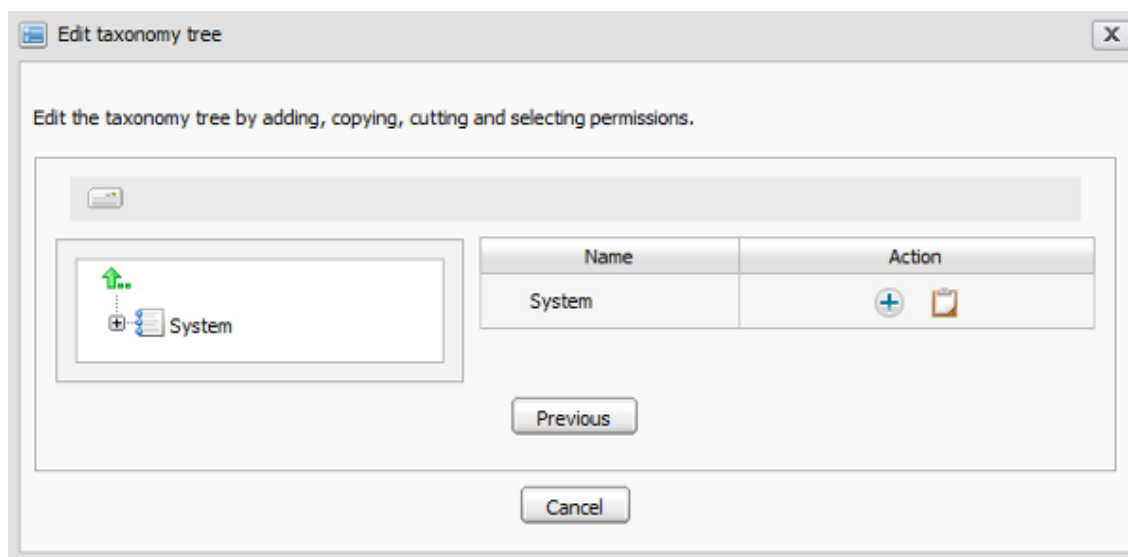 Edit taxonomy tree
Edit the taxonomy tree by adding, copying, cutting and selecting permissions.
System
Name Action
System
Previous
Cancel